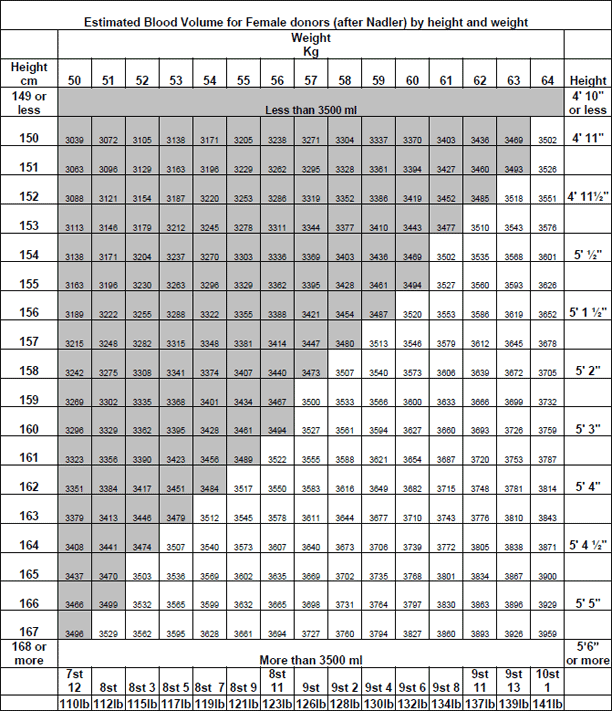 Estimated Blood Volume for Female donors (after Nadler) by height and weight
Weight
Kg
Height
cm 50 51 52 53 54 55 56 57 58 59 60 61 62 63 64 Height
149 or
less Less than 3500 ml 4' 10"
or less
150 3039 3072 3105 3138 3171 3205 3238 3271 3304 3337 3370 3403 3436 3469 3502 4' 11"
151 3063 3096 3129 3163 3196 3229 3262 3295 3328 3361 3394 3427 3460 3493 3526
152 3088 3121 3154 3187 3220 3253 3286 3319 3352 3386 3419 3452 3485 3518 3551 4' 11½"
153 3113 3146 3179 3212 3245 3278 3311 3344 3377 3410 3443 3477 3510 3543 3576
154 3138 3171 3204 3237 3270 3303 3336 3369 3403 3436 3469 3502 3535 3568 3601 5' ½"
155 3163 3196 3230 3263 3296 3329 3362 3395 3428 3461 3494 3527 3560 3593 3626
156 3189 3222 3255 3288 3322 3355 3388 3421 3454 3487 3520 3553 3586 3619 3652 5' 1 ½"
157 3215 3248 3282 3315 3348 3381 3414 3447 3480 3513 3546 3579 3612 3645 3678
158 3242 3275 3308 3341 3374 3407 3440 3473 3507 3540 3573 3606 3639 3672 3705 5' 2"
159 3269 3302 3335 3368 3401 3434 3467 3500 3533 3566 3600 3633 3666 3699 3732
160 3296 3329 3362 3395 3428 3461 3494 3527 3561 3594 3627 3660 3693 3726 3759 5' 3"
161 3323 3356 3390 3423 3456 3489 3522 3555 3588 3621 3654 3687 3720 3753 3787
162 3351 3384 3417 3451 3484 3517 3550 3583 3616 3649 3682 3715 3748 3781 3814 5' 4"
163 3379 3413 3446 3479 3512 3545 3578 3611 3644 3677 3710 3743 3776 3810 3843
164 3408 3441 3474 3507 3540 3573 3607 3640 3673 3706 3739 3772 3805 3838 3871 5' 4 ½"
165 3437 3470 3503 3536 3569 3602 3635 3669 3702 3735 3768 3801 3834 3867 3900
166 3466 3499 3532 3565 3599 3632 3665 3698 3731 3764 3797 3830 3863 3896 3929 5' 5"
167 3496 3529 3562 3595 3628 3661 3694 3727 3760 3794 3827 3860 3893 3926 3959
168 or
more More than 3500 ml 5'6"
or more
7st
12 8st 8st 3 8st 5 8st 7 8st 9 8st
11 9st 9st 2 9st 4 9st 6 9st 8 9st
11 9st
13 10st
1
110lb 112lb 115lb 117lb 119lb 121lb 123lb 126lb 128lb 130lb 132lb 134lb 137lb 139lb 141lb